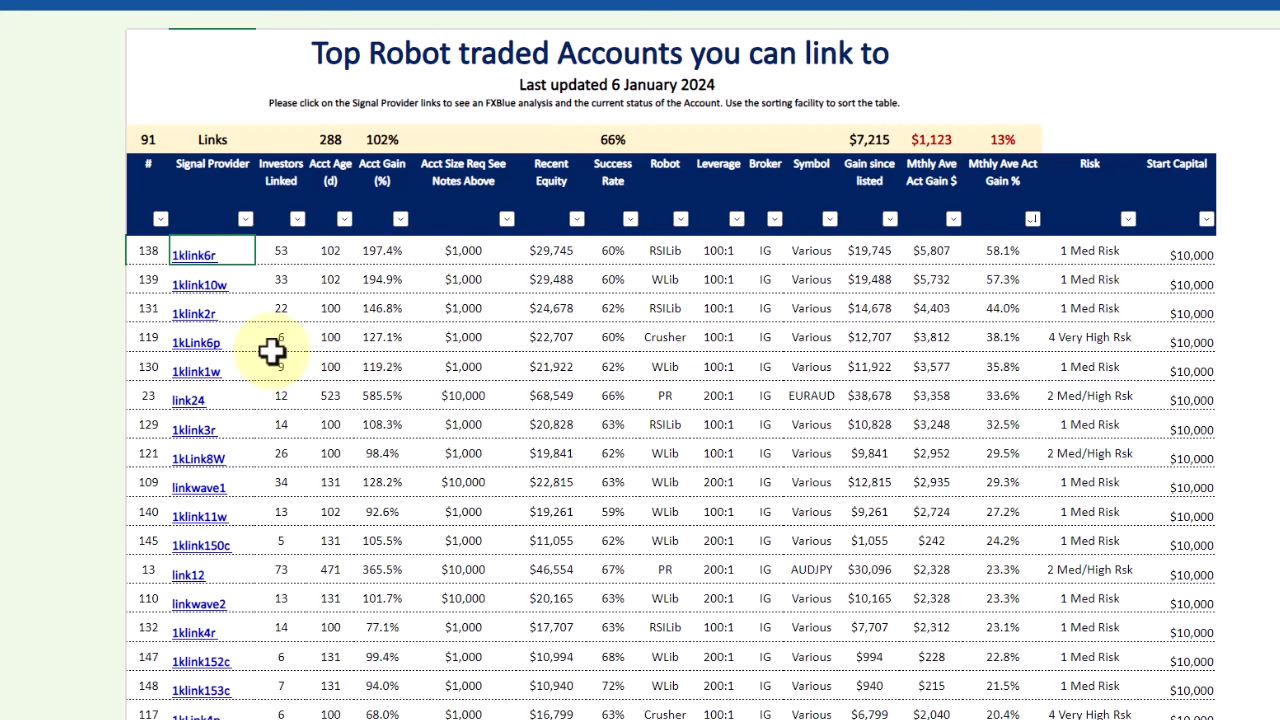 Top Robot traded Accounts you can link to
Last updated 6 January 2024
Please click on the Signal Provider links to see an FXBlue analysis and the current status of the Account. Use the sorting facility to sort the table.
91 Links 288 102% 66% $7,215 $1,123 13%
# Signal Provider Investors Linked Acct Age (d) Acct Gain (%) Acct Size Req See Notes Above Recent Equity Success Rate Robot Leverage Broker Symbol Gain since listed Mthly Ave Act Gain $ Mthly Ave Act Gain % Risk Start Capital
138 1klink6r 53 102 197.4% $1,000 $29,745 60% RSILib 100:1 IG Various $19,745 $5,807 58.1% 1 Med Risk $10,000
139 1klink10w 33 102 194.9% $1,000 $29,488 60% WLib 100:1 IG Various $19,488 $5,732 57.3% 1 Med Risk $10,000
131 1klink2r 22 100 146.8% $1,000 $24,678 62% RSILib 100:1 IG Various $14,678 $4,403 44.0% 1 Med Risk $10,000
119 1kLink6p 6 100 127.1% $1,000 $22,707 60% Crusher 100:1 IG Various $12,707 $3,812 38.1% 4 Very High Rsk $10,000
130 1klink1w 9 100 119.2% $1,000 $21,922 62% WLib 100:1 IG Various $11,922 $3,577 35.8% 1 Med Risk $10,000
23 link24 12 523 585.5% $10,000 $68,549 66% PR 200:1 IG EURAUD $38,678 $3,358 33.6% 2 Med/High Rsk $10,000
129 1klink3r 14 100 108.3% $1,000 $20,828 63% RSILib 100:1 IG Various $10,828 $3,248 32.5% 1 Med Risk $10,000
121 1kLink8W 26 100 98.4% $1,000 $19,841 62% WLib 100:1 IG Various $9,841 $2,952 29.5% 2 Med/High Rsk $10,000
109 linkwave1 34 131 128.2% $10,000 $22,815 63% WLib 200:1 IG Various $12,815 $2,935 29.3% 1 Med Risk $10,000
140 1klink11w 13 102 92.6% $1,000 $19,261 59% WLib 100:1 IG Various $9,261 $2,724 27.2% 1 Med Risk $10,000
145 1klink150c 5 131 105.5% $1,000 $11,055 62% WLib 200:1 IG Various $1,055 $242 24.2% 1 Med Risk $10,000
13 link12 73 471 365.5% $10,000 $46,554 67% PR 200:1 IG AUDJPY $30,096 $2,328 23.3% 2 Med/High Rsk $10,000
110 linkwave2 13 131 101.7% $10,000 $20,165 63% WLib 200:1 IG Various $10,165 $2,328 23.3% 1 Med Risk $10,000
132 1klink4r 14 100 77.1% $1,000 $17,707 63% RSILib 100:1 IG Various $7,707 $2,312 23.1% 1 Med Risk $10,000
147 1klink152c 6 131 99.4% $1,000 $10,994 68% WLib 200:1 IG Various $994 $228 22.8% 1 Med Risk $10,000
148 1klink153c 7 131 94.0% $1,000 $10,940 72% WLib 200:1 IG Various $940 $215 21.5% 1 Med Risk $10,000
117 1kLink4p 6 100 68.0% $1,000 $16,799 63% Crusher 100:1 IG Various $6,799 $2,040 20.4% 4 Very High Rsk $10,000